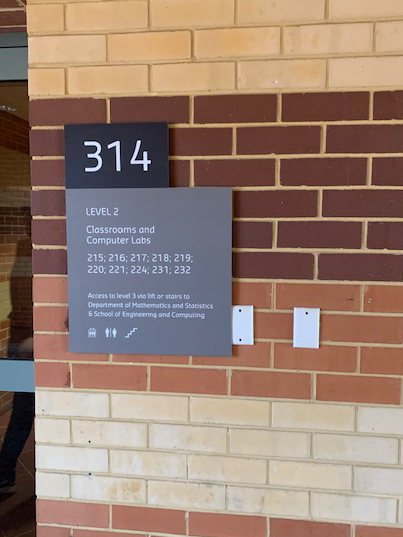 314
LEVEL 2
Classrooms and
Computer Labs
215; 216; 217; 218; 219;
220; 221; 224; 231; 232
Access to level 3 via lift or stairs to
Department of Mathematics and Statistics
& School of Engineering and Computing